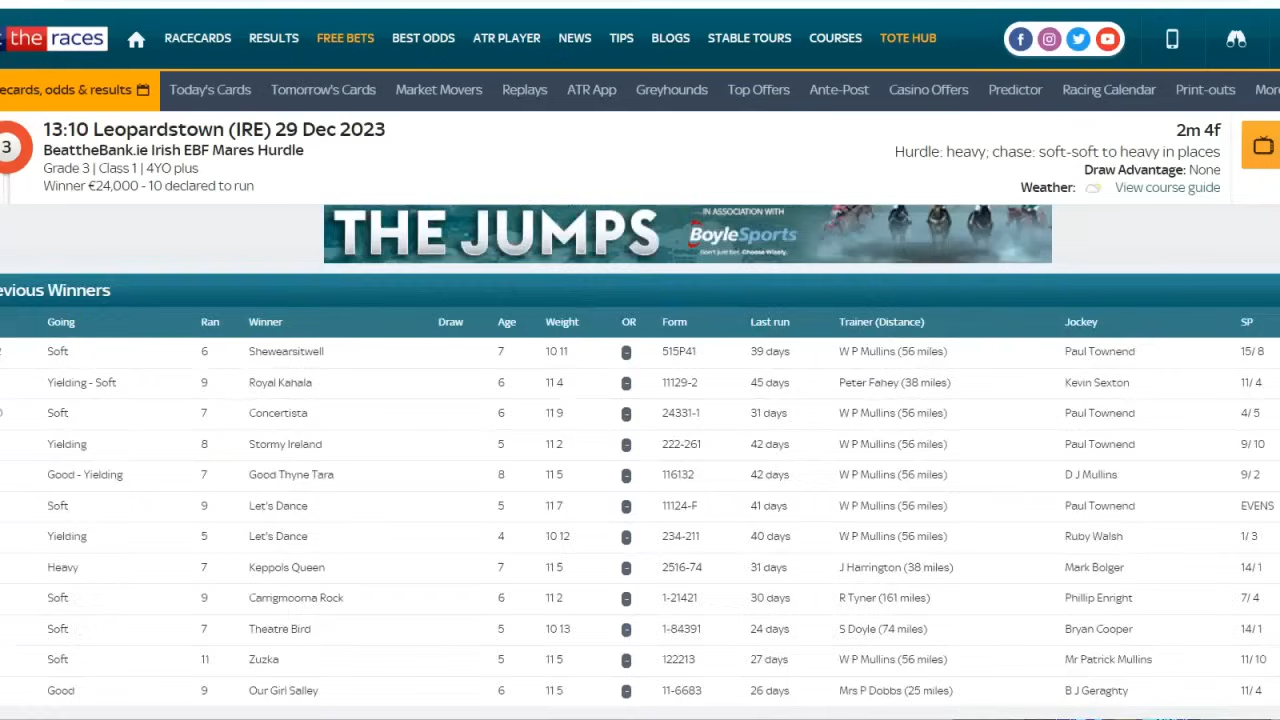 the races RACECARDS RESULTS FREE BETS BEST ODDS ATR PLAYER NEWS TIPS BLOGS STABLE TOURS COURSES TOTE HUB
ecards, odds & results Today's Cards Tomorrow's Cards Market Movers Replays ATR App Greyhounds Top Offers Ante-Post Casino Offers Predictor Racing Calendar Print-outs Mor
3
13:10 Leopardstown (IRE) 29 Dec 2023 2m 4f
BeattheBank.ie Irish EBF Mares Hurdle Hurdle: heavy; chase: soft-soft to heavy in places
Grade 3 | Class 1 | 4YO plus Draw Advantage: None
Winner €24,000 - 10 declared to run Weather: View course guide
THE JUMPS IN ASSOCIATION WITH
BoyleSports
Don't just bet. Choose Wisely.
evious Winners
Going Ran Winner Draw Age Weight OR Form Last run Trainer (Distance) Jockey SP
Soft 6 Shewearsitwell 7 10 11 - 515P41 39 days W P Mullins (56 miles) Paul Townend 15/ 8
Yielding - Soft 9 Royal Kahala 6 11 4 - 11129-2 45 days Peter Fahey (38 miles) Kevin Sexton 11/ 4
Soft 7 Concertista 6 11 9 - 24331-1 31 days W P Mullins (56 miles) Paul Townend 4/ 5
Yielding 8 Stormy Ireland 5 11 2 - 222-261 42 days W P Mullins (56 miles) Paul Townend 9/ 10
Good - Yielding 7 Good Thyne Tara 8 11 5 - 116132 42 days W P Mullins (56 miles) D J Mullins 9/ 2
Soft 9 Let's Dance 5 11 7 - 11124-F 41 days W P Mullins (56 miles) Paul Townend EVENS
Yielding 5 Let's Dance 4 10 12 - 234-211 40 days W P Mullins (56 miles) Ruby Walsh 1/ 3
Heavy 7 Keppols Queen 7 11 5 - 2516-74 31 days J Harrington (38 miles) Mark Bolger 14/ 1
Soft 9 Carrigmoorna Rock 6 11 2 - 1-21421 30 days R Tyner (161 miles) Phillip Enright 7/ 4
Soft 7 Theatre Bird 5 10 13 - 1-84391 24 days S Doyle (74 miles) Bryan Cooper 14/ 1
Soft 11 Zuzka 5 11 5 - 122213 27 days W P Mullins (56 miles) Mr Patrick Mullins 11/ 10
Good 9 Our Girl Salley 6 11 5 - 11-6683 26 days Mrs P Dobbs (25 miles) B J Geraghty 11/ 4